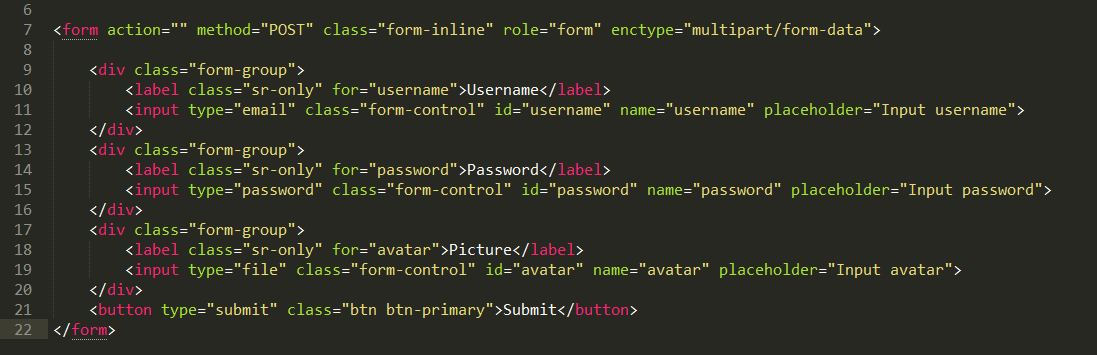 6
7 <form action="" method="POST" class="form-inline" role="form" enctype="multipart/form-data">
8
9 <div class="form-group">
10 <label class="sr-only" for="username">Username</label>
11 <input type="email" class="form-control" id="username" name="username" placeholder="Input username">
12 </div>
13 <div class="form-group">
14 <label class="sr-only" for="password">Password</label>
15 <input type="password" class="form-control" id="password" name="password" placeholder="Input password">
16 </div>
17 <div class="form-group">
18 <label class="sr-only" for="avatar">Picture</label>
19 <input type="file" class="form-control" id="avatar" name="avatar" placeholder="Input avatar">
20 </div>
21 <button type="submit" class="btn btn-primary">Submit</button>
22 </form>